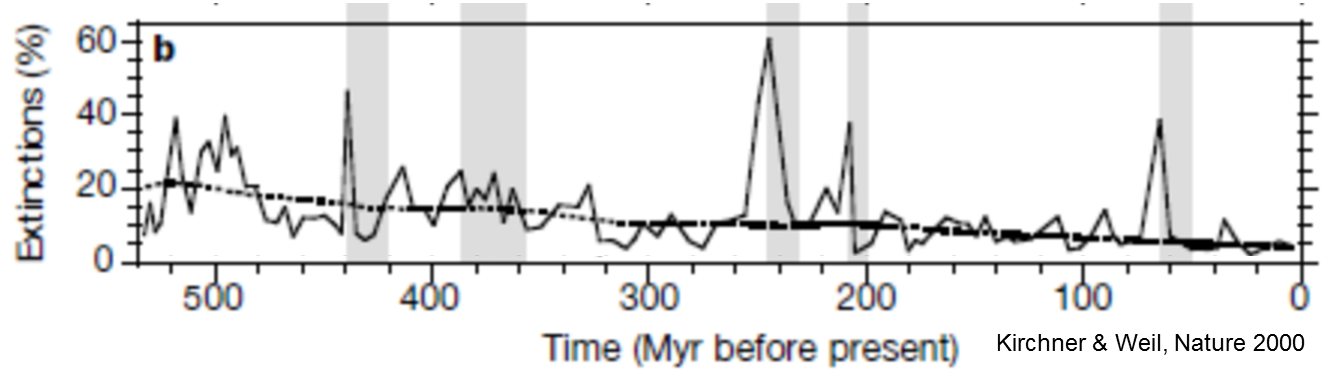 Extinctions (%)
60
40
20
0
b
500 400 300 200 100 0
Time (Myr before present)
Kirchner & Weil, Nature 2000